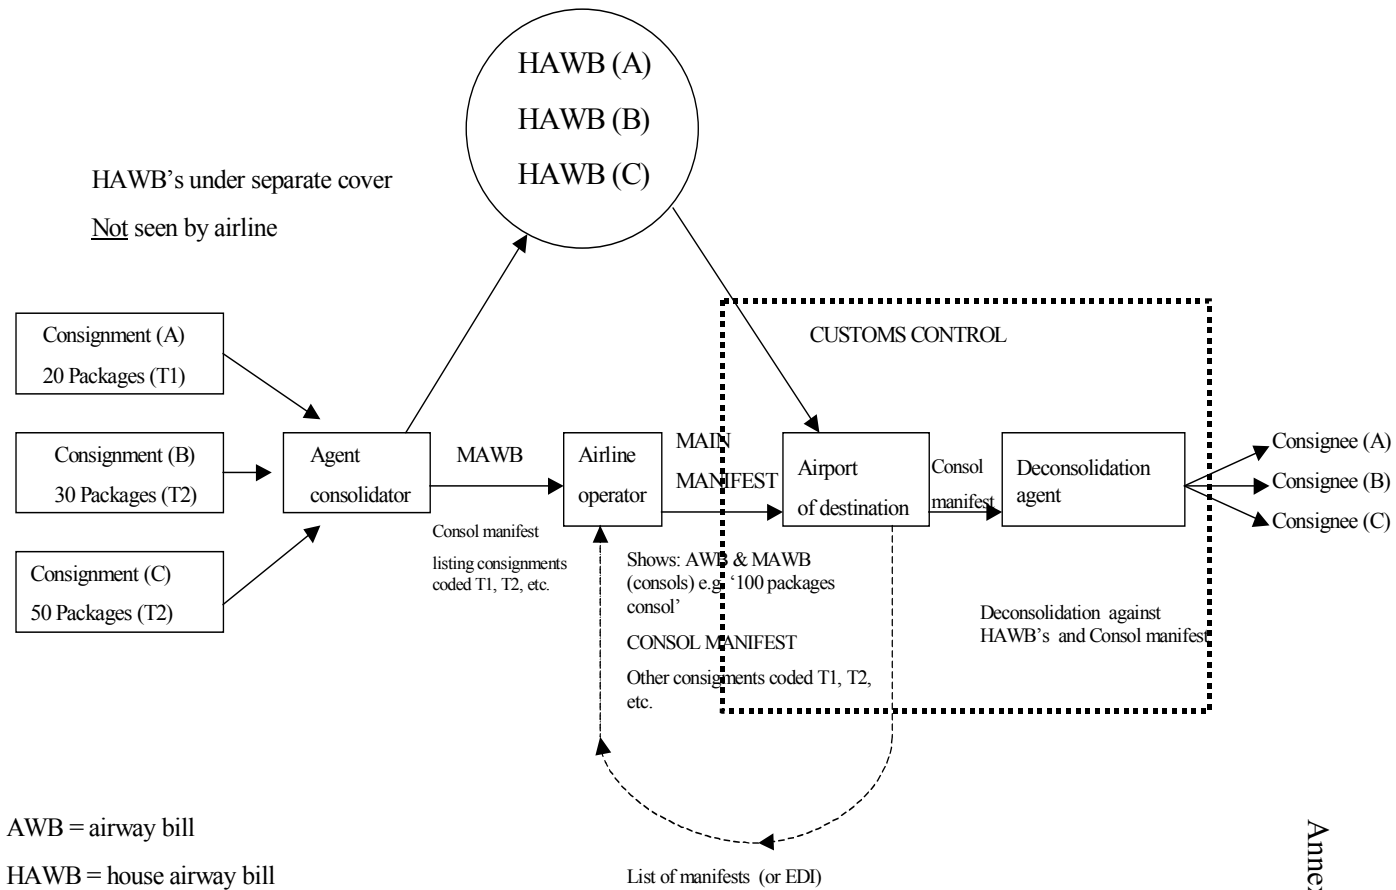 HAWB (A)
HAWB (B)
HAWB (C)
HAWB's under separate cover
Not seen by airline
CUSTOMS CONTROL
Consignment (A)
20 Packages (T1)
Consignment (B)
30 Packages (T2)
Consignment (C)
50 Packages (T2)
Agent
consolidator
MAWB
Consol manifest
listing consignments
coded T1, T2, etc.
Airline
operator
MAIN
MANIFEST
Shows: AWB & MAWB
(consols) e.g. ‘100 packages
consol’
CONSOL MANIFEST
Other consigments coded T1, T2,
etc.
Airport
of destination
Consol
manifest
Deconsolidation
agent
Deconsolidation against
HAWB's and Consol manifest
Consignee (A)
Consignee (B)
Consignee (C)
AWB = airway bill
HAWB = house airway bill
List of manifests (or EDI)